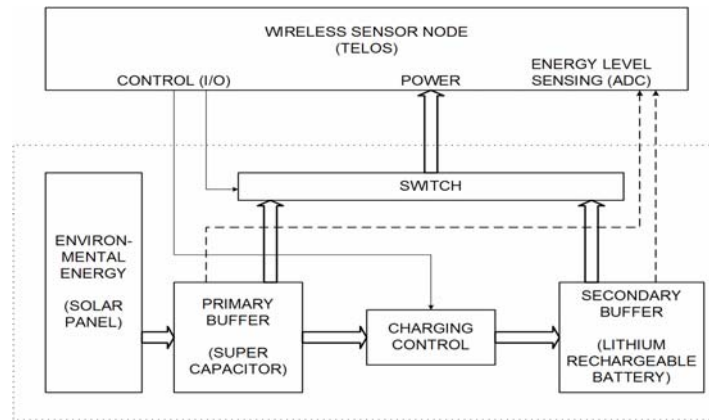 WIRELESS SENSOR NODE
(TELOS)
CONTROL (I/O)
POWER
ENERGY LEVEL
SENSING (ADC)
SWITCH
ENVIRON-
MENTAL
ENERGY
(SOLAR
PANEL)
PRIMARY
BUFFER
(SUPER
CAPACITOR)
CHARGING
CONTROL
SECONDARY
BUFFER
(LITHIUM
RECHARGEABLE
BATTERY)